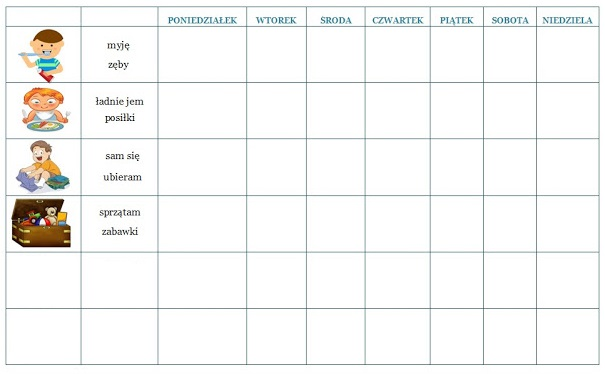 PONIEDZIAŁEK WTOREK ŚRODA CZWARTEK PIĄTEK SOBOTA NIEDZIELA
myję
zęby
ładnie jem
posiłki
sam się
ubieram
sprzątam
zabawki